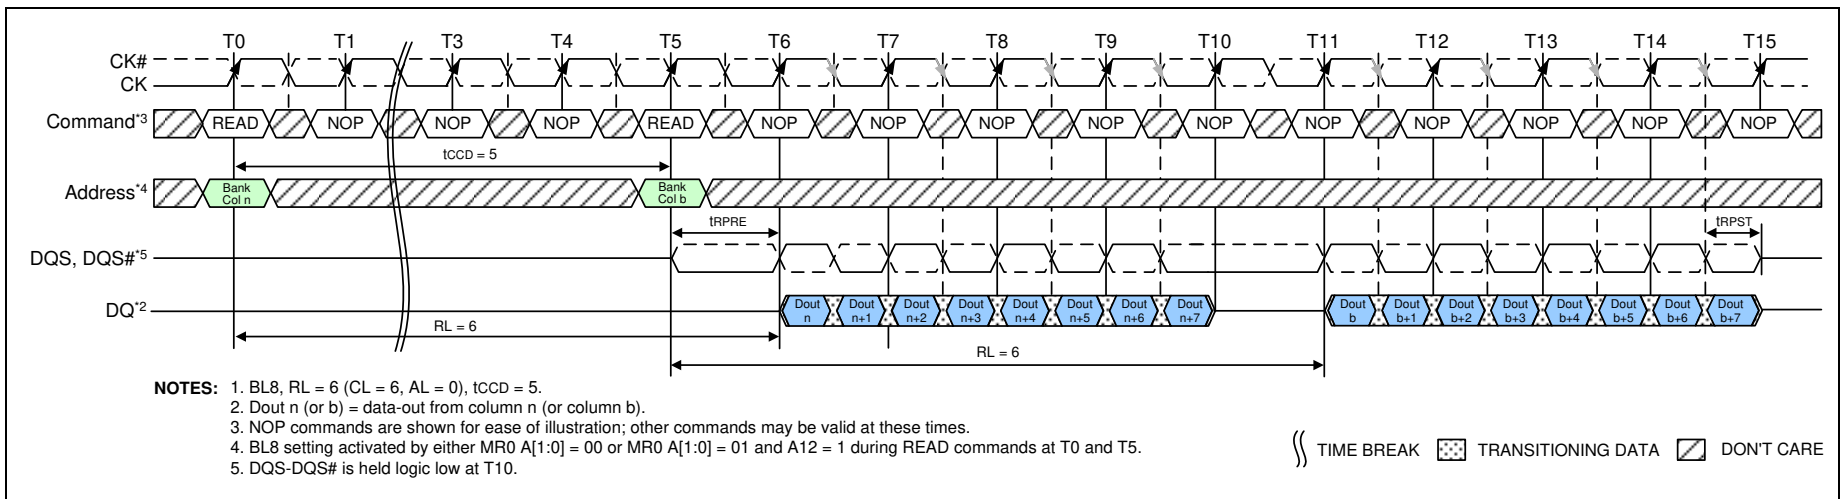 T0 T1 T3 T4 T5 T6 T7 T8 T9 T10 T11 T12 T13 T14 T15
CK#
CK
Command*3 READ NOP NOP NOP READ NOP NOP NOP NOP NOP NOP NOP NOP NOP NOP
tCCD = 5
Address*4 Bank Col n Bank Col b
tRPRE tRPST
DQS, DQS#*5
DQ*2 Dout n Dout n+1 Dout n+2 Dout n+3 Dout n+4 Dout n+5 Dout n+6 Dout n+7 Dout b Dout b+1 Dout b+2 Dout b+3 Dout b+4 Dout b+5 Dout b+6 Dout b+7
RL = 6
RL = 6
NOTES: 1. BL8, RL = 6 (CL = 6, AL = 0), tCCD = 5.
2. Dout n (or b) = data-out from column n (or column b).
3. NOP commands are shown for ease of illustration; other commands may be valid at these times.
4. BL8 setting activated by either MR0 A[1:0] = 00 or MR0 A[1:0] = 01 and A12 = 1 during READ commands at T0 and T5.
5. DQS-DQS# is held logic low at T10.
TIME BREAK TRANSITIONING DATA DON'T CARE